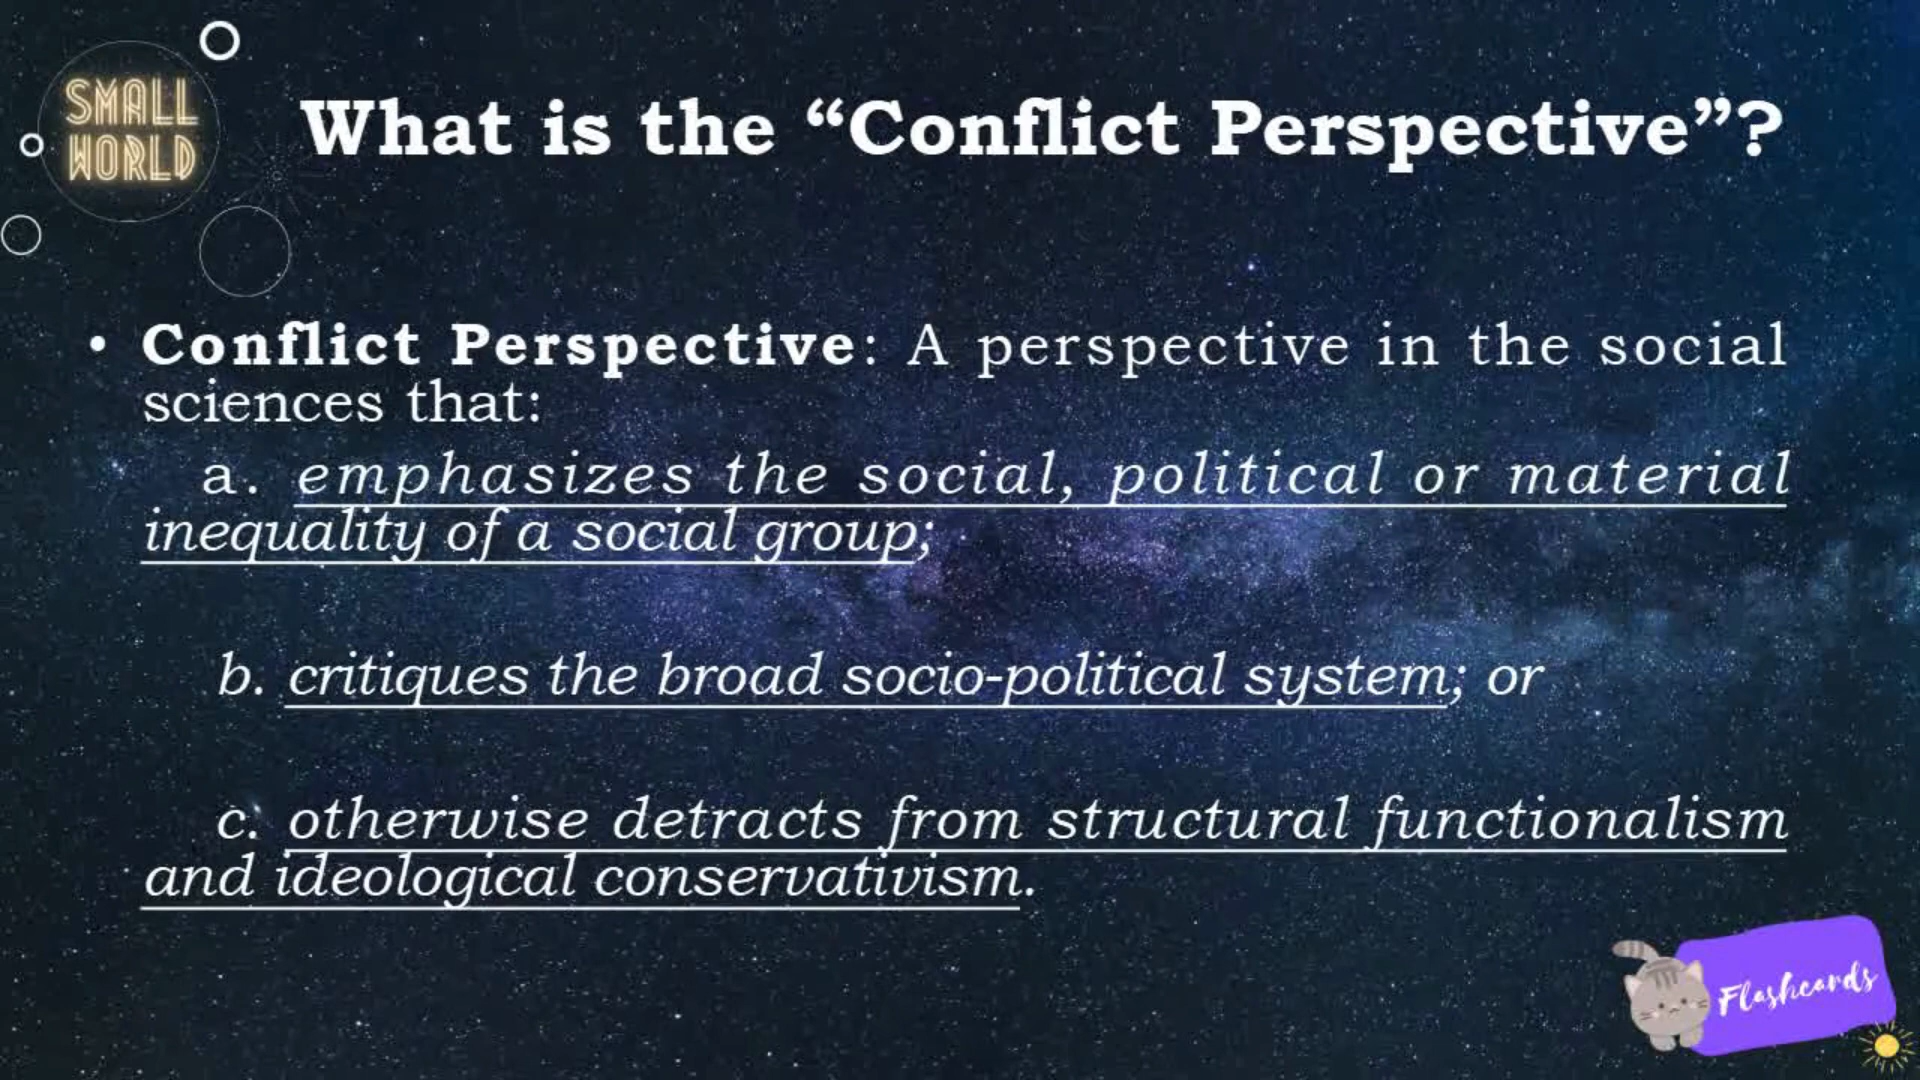 SMALL
WORLD
What is the “Conflict Perspective”?
• Conflict Perspective: A perspective in the social
sciences that:
a. emphasizes the social, political or material
inequality of a social group;
b. critiques the broad socio-political system; or
c. otherwise detracts from structural functionalism
and ideological conservativism.
Flashcards